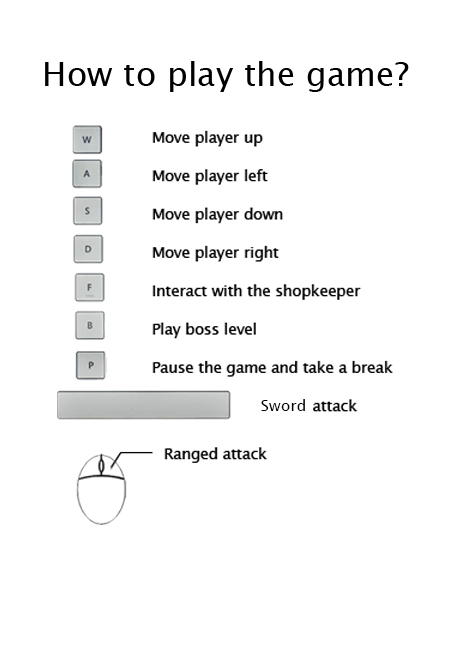 How to play the game?
W Move player up
A Move player left
S Move player down
D Move player right
F Interact with the shopkeeper
B Play boss level
P Pause the game and take a break
Sword attack
Ranged attack